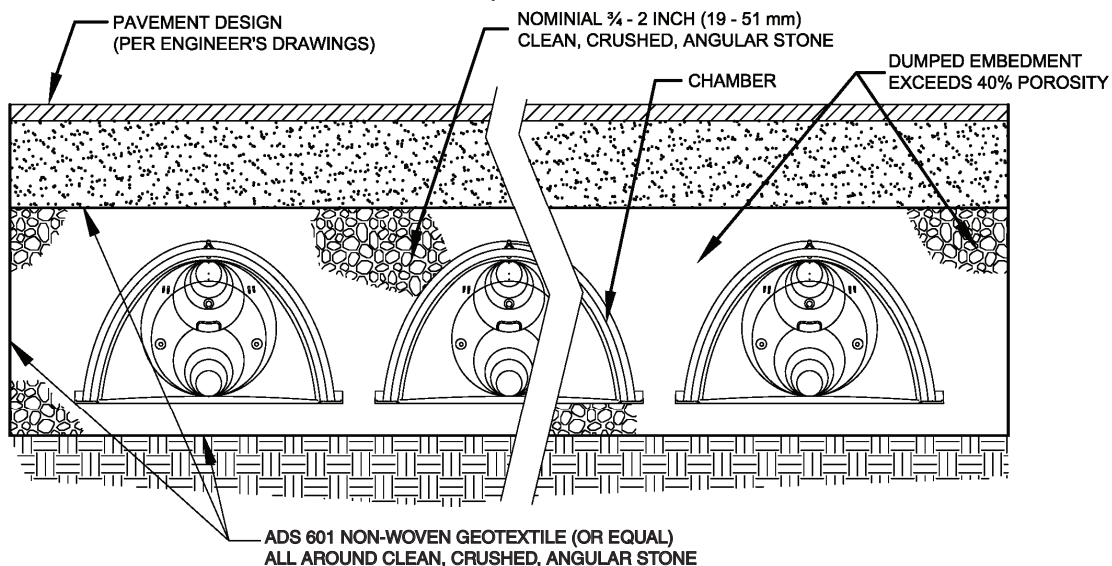 PAVEMENT DESIGN
(PER ENGINEER'S DRAWINGS)
NOMINIAL ¾ - 2 INCH (19 - 51 mm)
CLEAN, CRUSHED, ANGULAR STONE
CHAMBER
DUMPED EMBEDMENT
EXCEEDS 40% POROSITY
ADS 601 NON-WOVEN GEOTEXTILE (OR EQUAL)
ALL AROUND CLEAN, CRUSHED, ANGULAR STONE